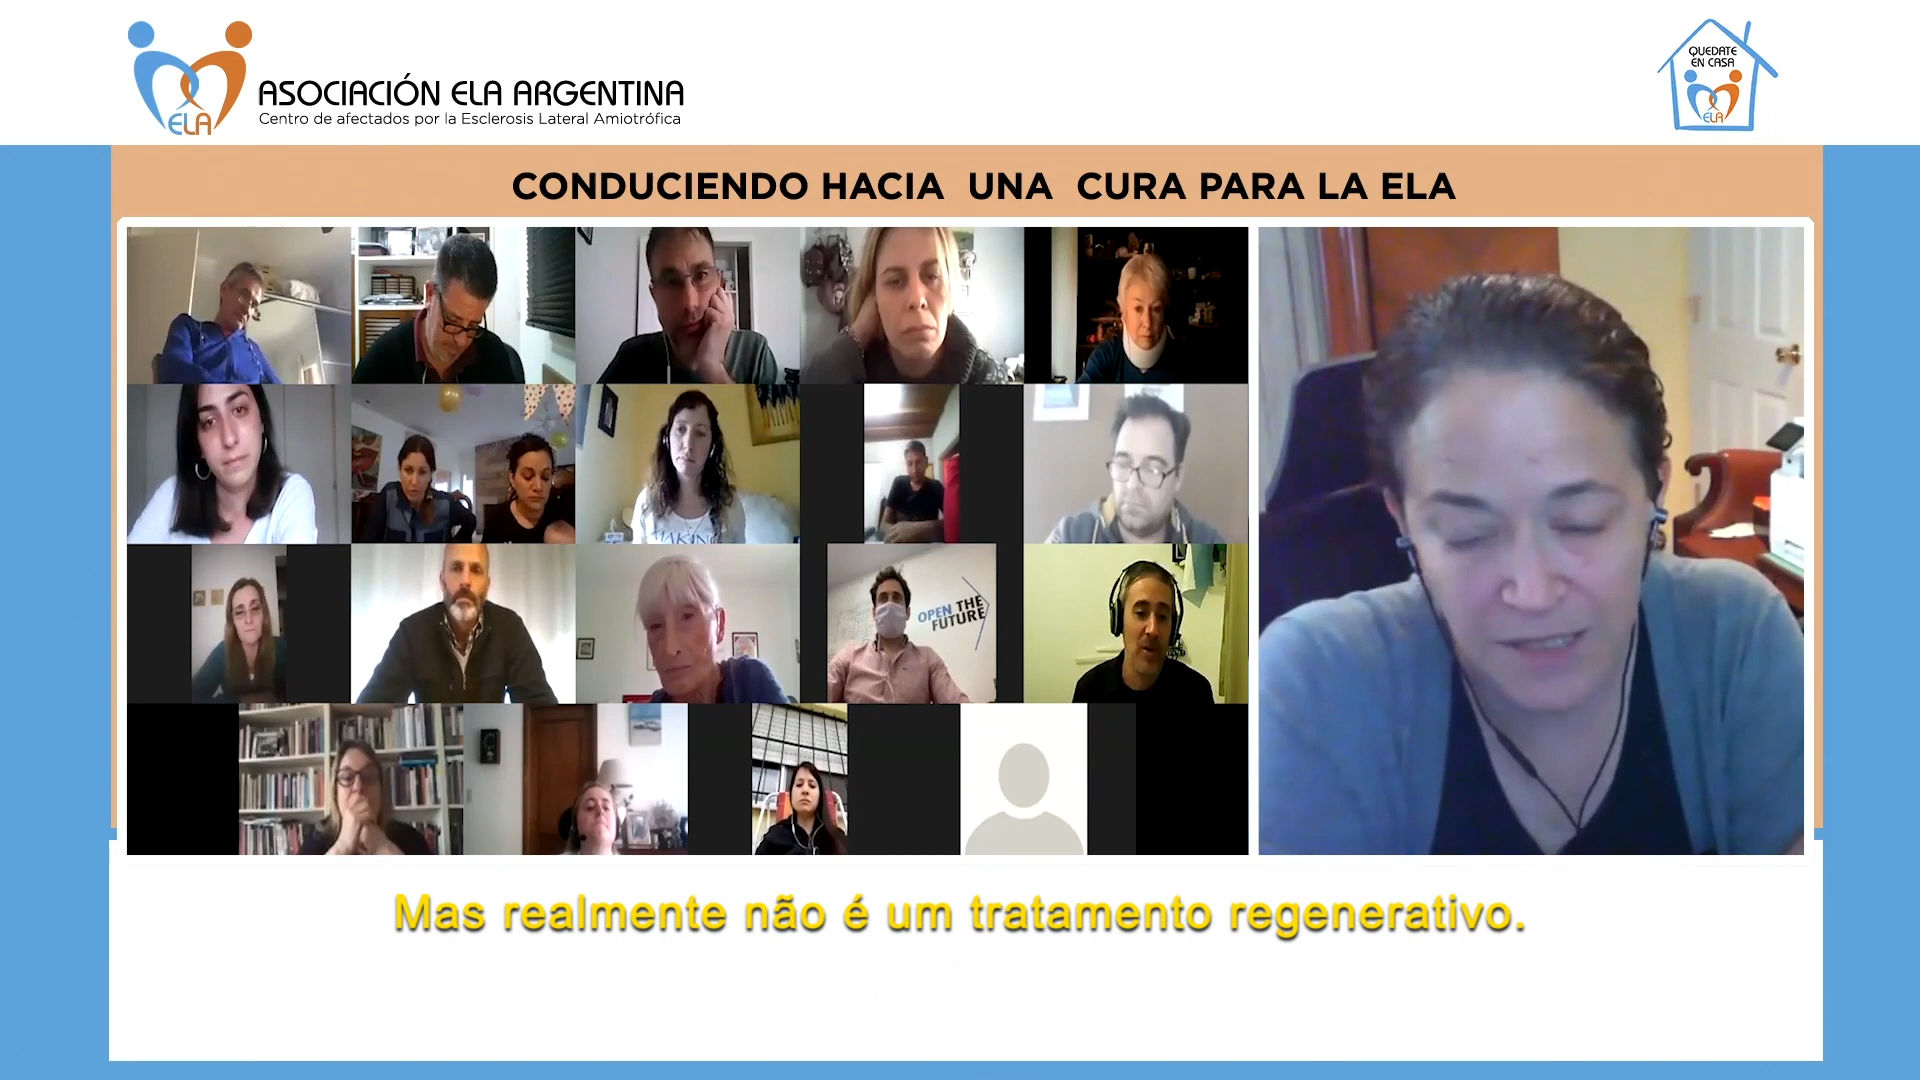 ASOCIACIÓN ELA ARGENTINA
Centro de afectados por la Esclerosis Lateral Amiotrófica
ELA
QUEDATE
EN CASA
ELA
CONDUCIENDO HACIA UNA CURA PARA LA ELA
MAKING
OPEN THE
FUTURE
Mas realmente não é um tratamento regenerativo.